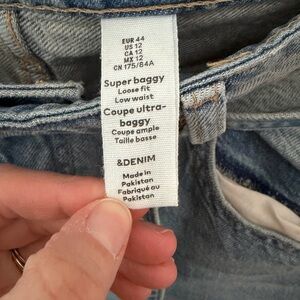 EUR 44
US 12
CA 12
MX 12
CN 175/84A
Super baggy
Loose fit
Low waist
Coupe ultra-
baggy
Coupe ample
Taille basse
&DENIM
Made in
Pakistan
Fabriqué au
Pakistan